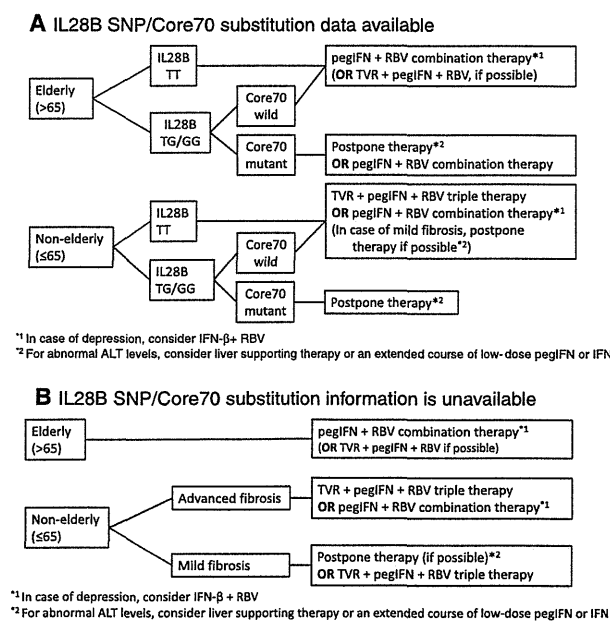 A IL28B SNP/Core70 substitution data available
Elderly
(>65)
IL28B
TT
pegIFN + RBV combination therapy*1
(OR TVR + pegIFN + RBV, if possible)
IL28B
TG/GG
Core70
wild
Core70
mutant
Postpone therapy*2
OR pegIFN + RBV combination therapy
Non-elderly
(≤65)
IL28B
TT
TVR + pegIFN + RBV triple therapy
OR pegIFN + RBV combination therapy*1
(In case of mild fibrosis, postpone
therapy if possible*2)
IL28B
TG/GG
Core70
wild
Core70
mutant
Postpone therapy*2
*1 In case of depression, consider IFN-β+ RBV
*2 For abnormal ALT levels, consider liver supporting therapy or an extended course of low-dose pegIFN or IFN
B IL28B SNP/Core70 substitution information is unavailable
Elderly
(>65)
pegIFN + RBV combination therapy*1
(OR TVR + pegIFN + RBV if possible)
Non-elderly
(≤65)
Advanced fibrosis
TVR + pegIFN + RBV triple therapy
OR pegIFN + RBV combination therapy*1
Mild fibrosis
Postpone therapy (if possible)*2
OR TVR + pegIFN + RBV triple therapy
*1 In case of depression, consider IFN-β + RBV
*2 For abnormal ALT levels, consider liver supporting therapy or an extended course of low-dose pegIFN or IFN